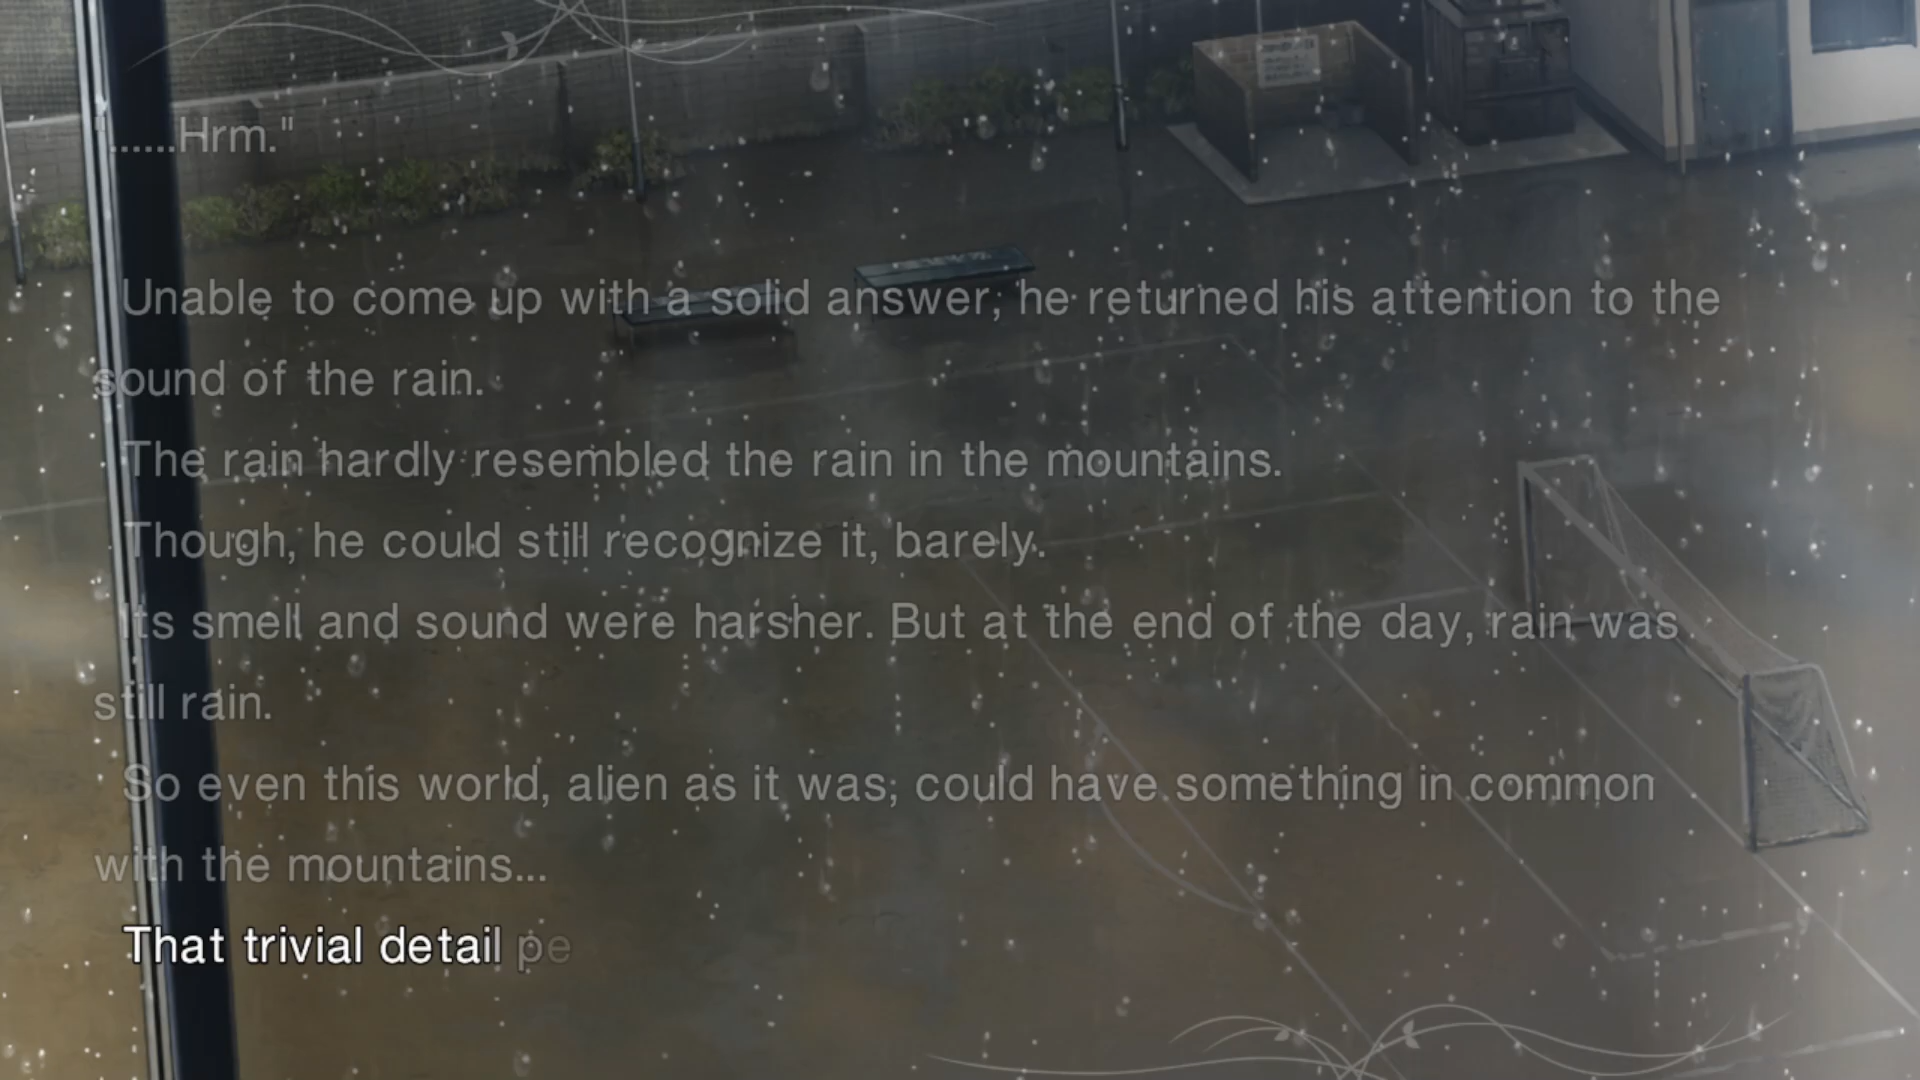 "......Hrm."
Unable to come up with a solid answer, he returned his attention to the
sound of the rain.
The rain hardly resembled the rain in the mountains.
Though, he could still recognize it, barely.
Its smell and sound were harsher. But at the end of the day, rain was
still rain.
So even this world, alien as it was, could have something in common
with the mountains...
That trivial detail pe